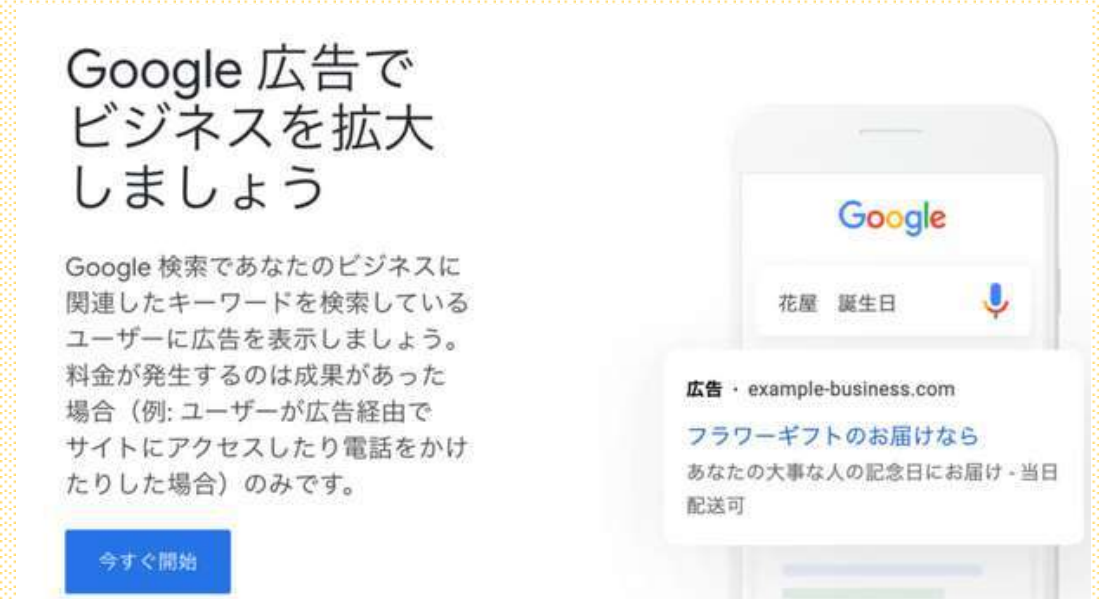 Google 広告で
ビジネスを拡大
しましょう
Google 検索であなたのビジネスに
関連したキーワードを検索している
ユーザーに広告を表示しましょう。
料金が発生するのは成果があった
場合（例: ユーザーが広告経由で
サイトにアクセスしたり電話をかけ
たりした場合）のみです。
今すぐ開始
Google
花屋　誕生日
広告 · example-business.com
フラワーギフトのお届けなら
あなたの大事な人の記念日にお届け - 当日
配送可